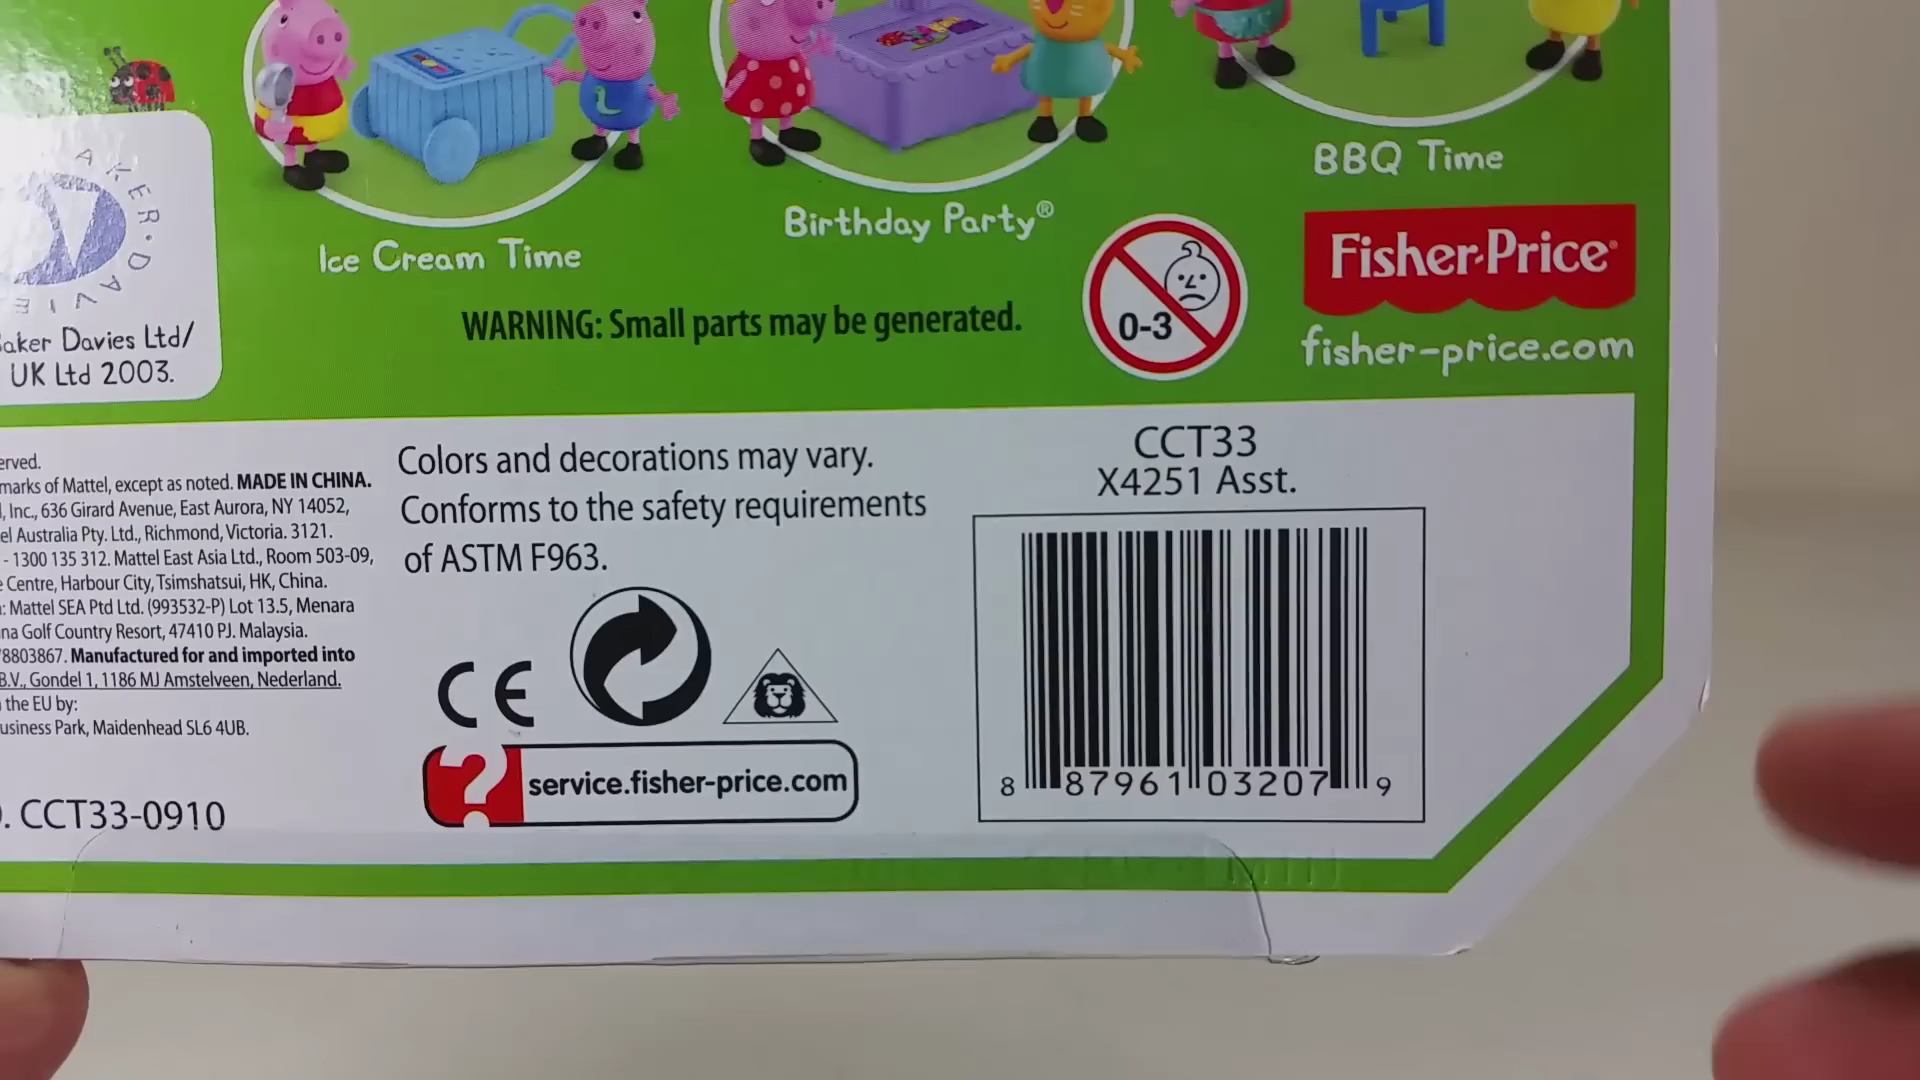 Ice Cream Time
Birthday Party®
BBQ Time
WARNING: Small parts may be generated.
0-3
Fisher-Price®
fisher-price.com
AKER·DAVIE
Davies Ltd/
UK Ltd 2003.
marks of Mattel, except as noted. MADE IN CHINA.
, Inc., 636 Girard Avenue, East Aurora, NY 14052,
Australia Pty. Ltd., Richmond, Victoria. 3121.
- 1300 135 312. Mattel East Asia Ltd., Room 503-09,
Centre, Harbour City, Tsimshatsui, HK, China.
: Mattel SEA Ptd Ltd. (993532-P) Lot 13.5, Menara
Golf Country Resort, 47410 PJ. Malaysia.
78803867. Manufactured for and imported into
B.V., Gondel 1, 1186 MJ Amstelveen, Nederland.
the EU by:
Park, Maidenhead SL6 4UB.
. CCT33-0910
Colors and decorations may vary.
Conforms to the safety requirements
of ASTM F963.
CE
? service.fisher-price.com
CCT33
X4251 Asst.
8 87961 03207 9